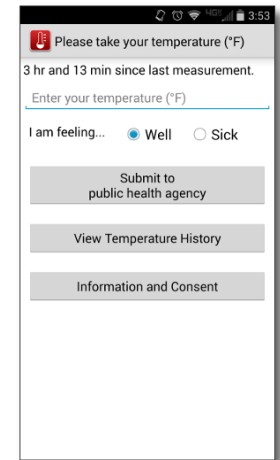 4G 3:53
Please take your temperature (°F)
3 hr and 13 min since last measurement.
Enter your temperature (°F)
I am feeling... Well Sick
Submit to
public health agency
View Temperature History
Information and Consent